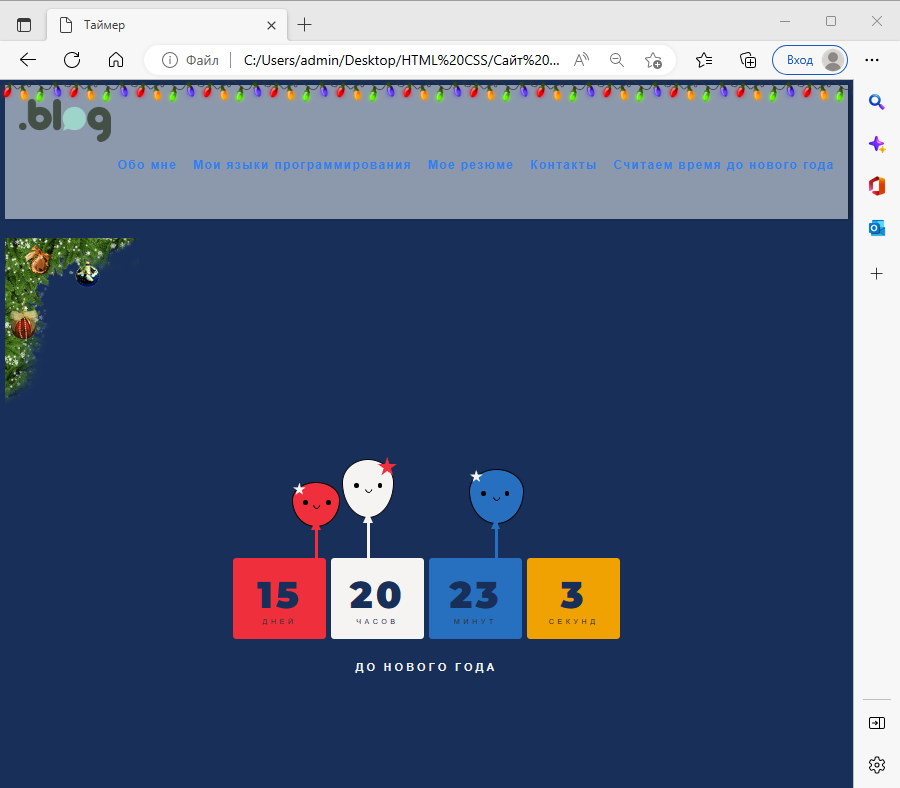 Таймер
Файл C:/Users/admin/Desktop/HTML%20CSS/Сайт%20... A Вход
.blog
Обо мне Мои языки программирования Мое резюме Контакты Считаем время до нового года
15 20 23 3
ДНЕЙ ЧАСОВ МИНУТ СЕКУНД
ДО НОВОГО ГОДА